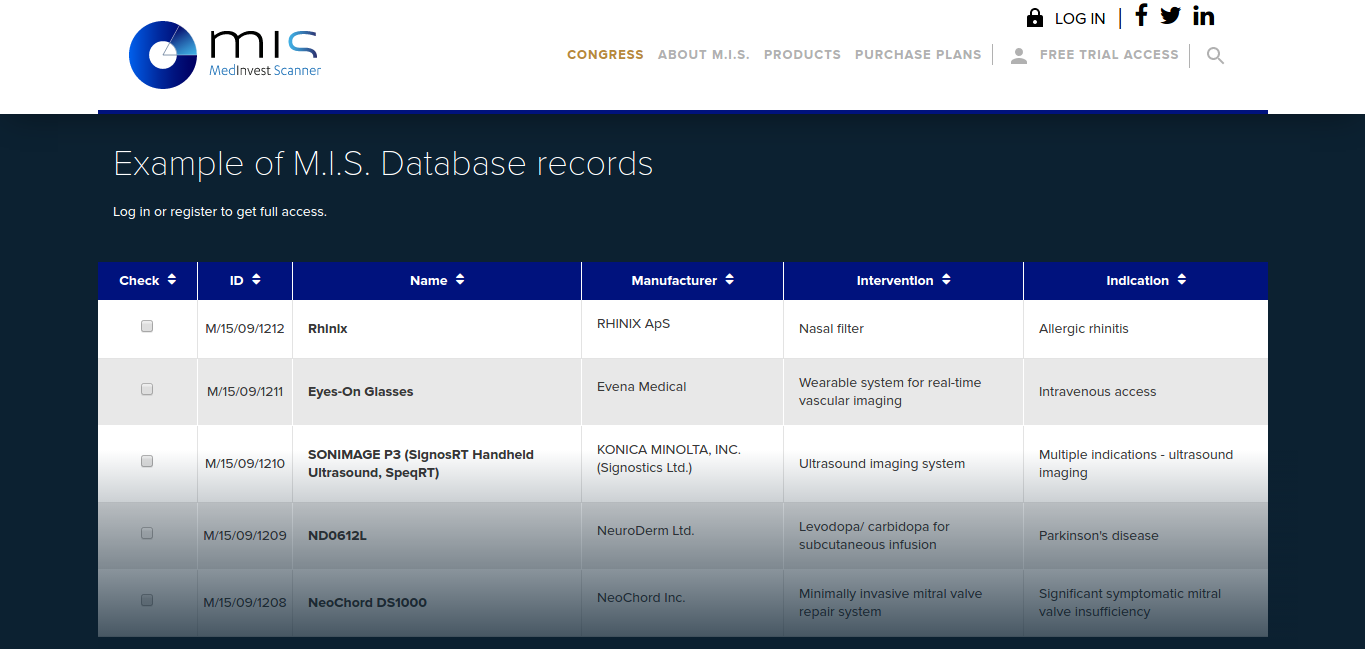 LOG IN
mis
MedInvest Scanner
CONGRESS ABOUT M.I.S. PRODUCTS PURCHASE PLANS FREE TRIAL ACCESS
Example of M.I.S. Database records
Log in or register to get full access.
Check ID Name Manufacturer Intervention Indication
M/15/09/1212 Rhinix RHINIX ApS Nasal filter Allergic rhinitis
M/15/09/1211 Eyes-On Glasses Evena Medical Wearable system for real-time
vascular imaging Intravenous access
M/15/09/1210 SONIMAGE P3 (SignosRT Handheld
Ultrasound, SpeqRT) KONICA MINOLTA, INC.
(Signostics Ltd.) Ultrasound imaging system Multiple indications - ultrasound
imaging
M/15/09/1209 ND0612L NeuroDerm Ltd. Levodopa/ carbidopa for
subcutaneous infusion Parkinson's disease
M/15/09/1208 NeoChord DS1000 NeoChord Inc. Minimally invasive mitral valve
repair system Significant symptomatic mitral
valve insufficiency